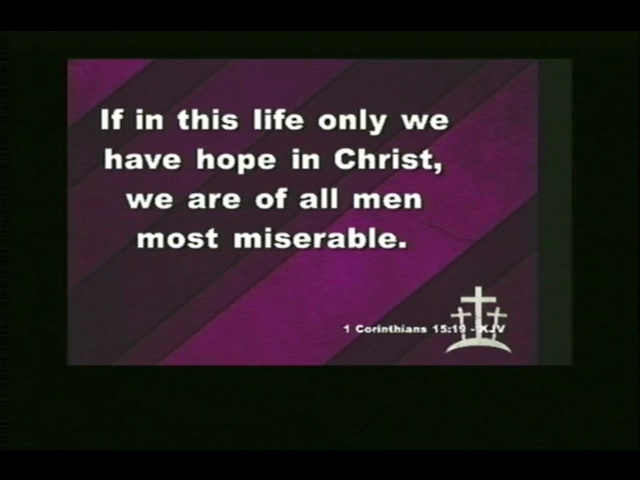 If in this life only we
have hope in Christ,
we are of all men
most miserable.
1 Corinthians 15:19 - KJV